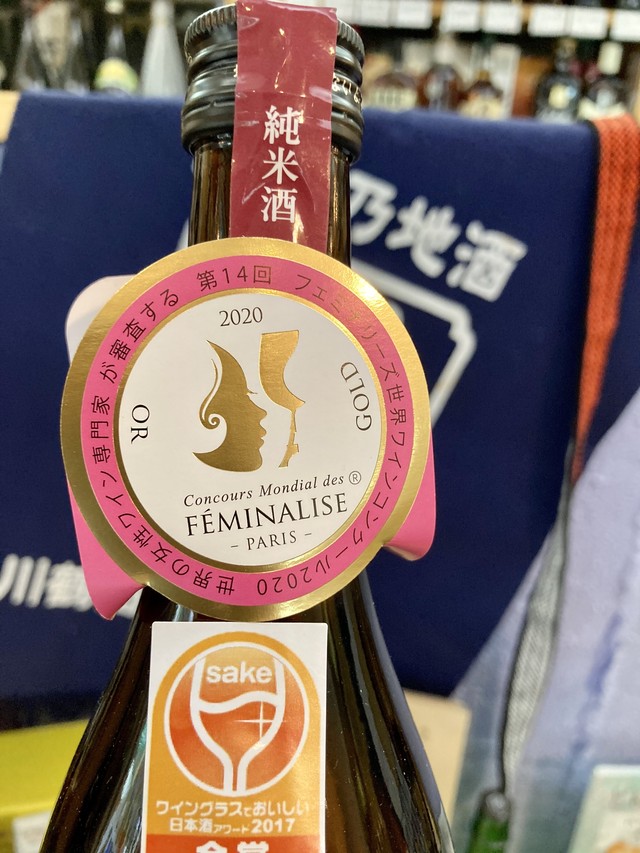 純米酒
乃地酒
川鶴
第14回 フェミナリーズ世界ワインコンクール2020
世界の女性ワイン専門家 が審査する
2020
OR
GOLD
Concours Mondial des ®
FÉMINALISE
- PARIS -
sake
ワイングラスでおいしい
日本酒アワード2017
金賞